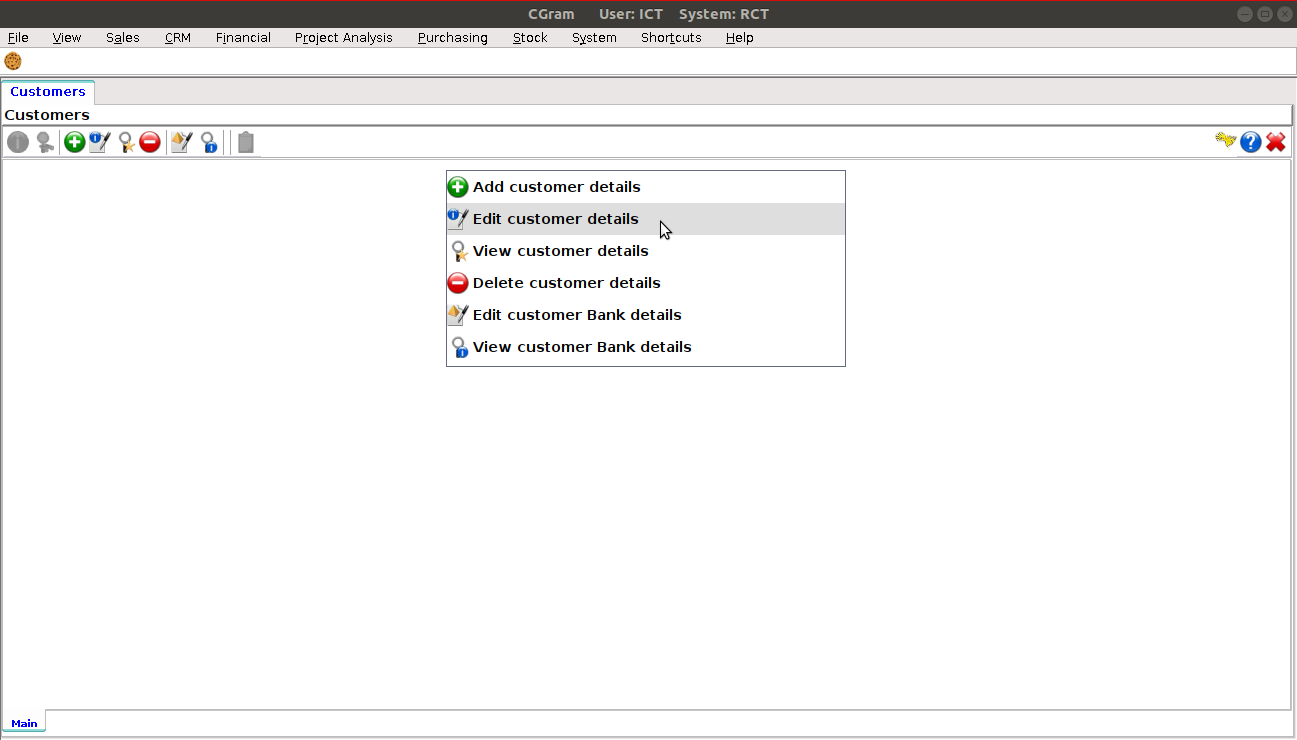 CGram User: ICT System: RCT
File View Sales CRM Financial Project Analysis Purchasing Stock System Shortcuts Help
Customers
Customers
Add customer details
Edit customer details
View customer details
Delete customer details
Edit customer Bank details
View customer Bank details
Main